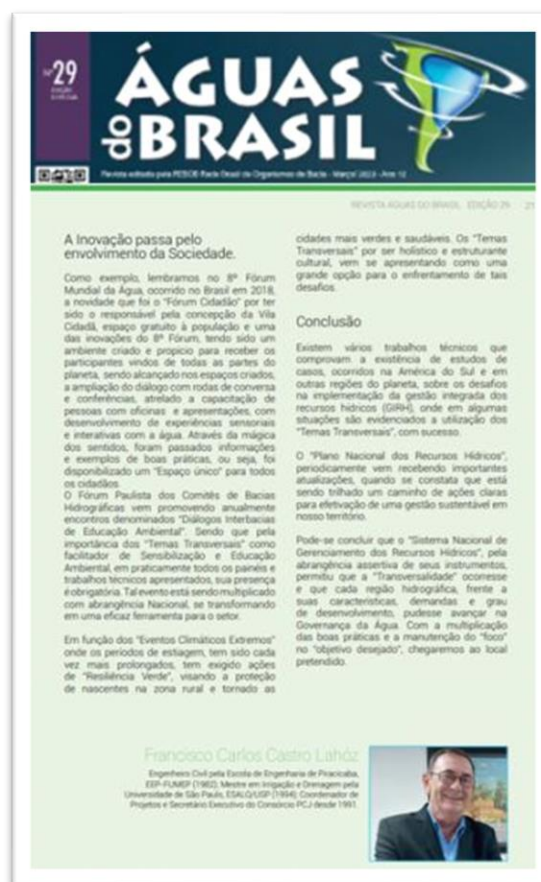 Nº29
EDIÇÃO
ESPECIAL
ÁGUAS
do BRASIL
Revista editada pela REBOB Rede Brasil de Organismos de Bacia - Março/ 2023 - Ano 12
REVISTA ÁGUAS DO BRASIL EDIÇÃO 29 21
A Inovação passa pelo
envolvimento da Sociedade.
Como exemplo, lembramos no 8º Fórum
Mundial da Água, ocorrido no Brasil em 2018,
a novidade que foi o "Fórum Cidadão" por ter
sido o responsável pela concepção da Vila
Cidadã, espaço gratuito à população e uma
das inovações do 8º Fórum, tendo sido um
ambiente criado e propicio para receber os
participantes vindos de todas as partes do
planeta, sendo alcançado nos espaços criados,
a ampliação do diálogo com rodas de conversa
e conferências, atrelado a capacitação de
pessoas com oficinas e apresentações, com
desenvolvimento de experiências sensoriais
e interativas com a água. Através da mágica
dos sentidos, foram passados informações
e exemplos de boas práticas, ou seja, foi
disponibilizado um "Espaço único" para todos
os cidadãos.
O Fórum Paulista dos Comitês de Bacias
Hidrográficas vem promovendo anualmente
encontros denominados "Diálogos Interbacias
de Educação Ambiental". Sendo que pela
importância dos "Temas Transversais" como
facilitador de Sensibilização e Educação
Ambiental, em praticamente todos os painéis e
trabalhos técnicos apresentados, sua presença
é obrigatória. Tal evento está sendo multiplicado
com abrangência Nacional, se transformando
em uma eficaz ferramenta para o setor.
Em função dos "Eventos Climáticos Extremos"
onde os períodos de estiagem, tem sido cada
vez mais prolongados, tem exigido ações
de "Resiliência Verde", visando a proteção
de nascentes na zona rural e tornado as
cidades mais verdes e saudáveis. Os "Temas
Transversais" por ser holístico e estruturante
cultural, vem se apresentando como uma
grande opção para o enfrentamento de tais
desafios.
Conclusão
Existem vários trabalhos técnicos que
comprovam a existência de estudos de
casos, ocorridos na América do Sul e em
outras regiões do planeta, sobre os desafios
na implementação da gestão integrada dos
recursos hídricos (GIRH), onde em algumas
situações são evidenciados a utilização dos
"Temas Transversais", com sucesso.
O "Plano Nacional dos Recursos Hídricos",
periodicamente vem recebendo importantes
atualizações, quando se constata que está
sendo trilhado um caminho de ações claras
para efetivação de uma gestão sustentável em
nosso território.
Pode-se concluir que o "Sistema Nacional de
Gerenciamento dos Recursos Hídricos", pela
abrangência assertiva de seus instrumentos,
permitiu que a "Transversalidade" ocorresse
e que cada região hidrográfica, frente a
suas características, demandas e grau
de desenvolvimento, pudesse avançar na
Governança da Água. Com a multiplicação
das boas práticas e a manutenção do "foco"
no "objetivo desejado", chegaremos ao local
pretendido.
Francisco Carlos Castro Lahóz
Engenheiro Civil pela Escola de Engenharia de Piracicaba,
EEP-FUMEP (1982); Mestre em Irrigação e Drenagem pela
Universidade de São Paulo, ESALQ/USP (1994); Coordenador de
Projetos e Secretário Executivo do Consórcio PCJ desde 1991.